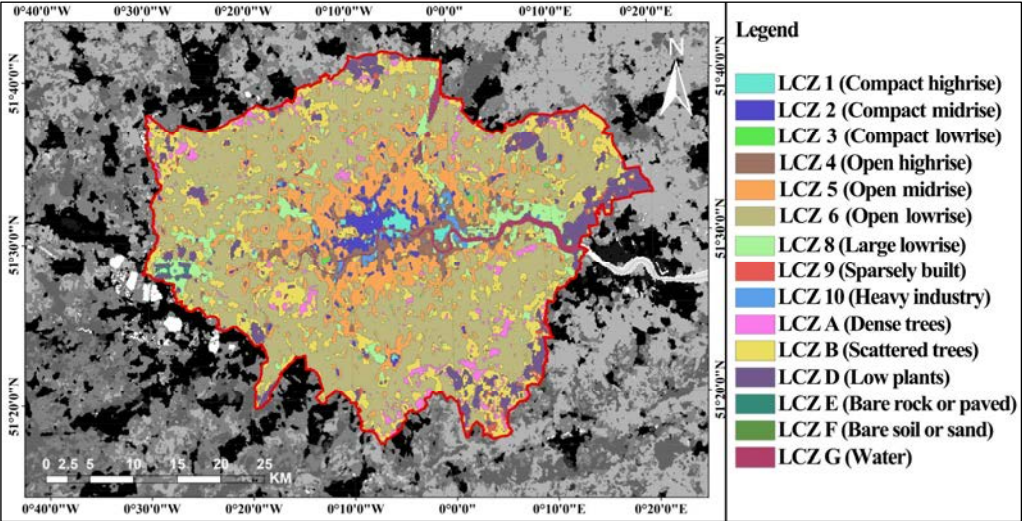 0°40'0"W 0°30'0"W 0°20'0"W 0°10'0"W 0°0'0" 0°10'0"E 0°20'0"E
51°40'0"N
51°30'0"N
51°20'0"N
N
51°40'0"N
51°30'0"N
51°20'0"N
0 2.5 5 10 15 20 25
KM
0°40'0"W 0°30'0"W 0°20'0"W 0°10'0"W 0°0'0" 0°10'0"E 0°20'0"E
Legend
LCZ 1 (Compact highrise)
LCZ 2 (Compact midrise)
LCZ 3 (Compact lowrise)
LCZ 4 (Open highrise)
LCZ 5 (Open midrise)
LCZ 6 (Open lowrise)
LCZ 8 (Large lowrise)
LCZ 9 (Sparsely built)
LCZ 10 (Heavy industry)
LCZ A (Dense trees)
LCZ B (Scattered trees)
LCZ D (Low plants)
LCZ E (Bare rock or paved)
LCZ F (Bare soil or sand)
LCZ G (Water)